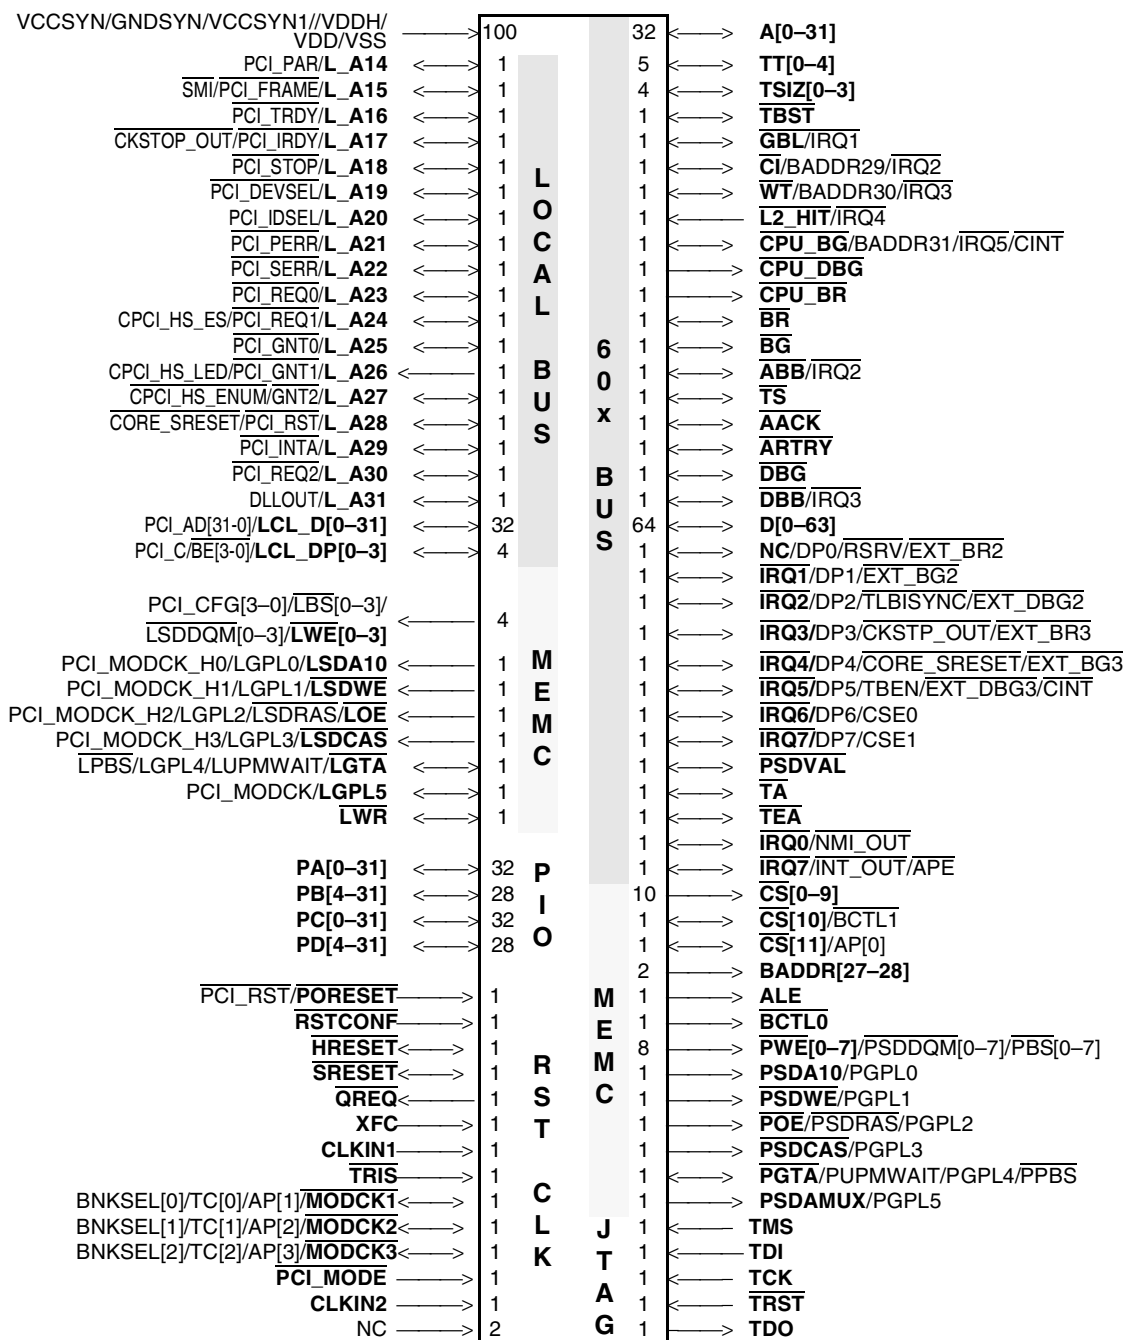 VCCSYN/GNDSYN/VCCSYN1//VDDH/
VDD/VSS
100
PCI_PAR/L_A14 1
SMI/PCI_FRAME/L_A15 1
PCI_TRDY/L_A16 1
CKSTOP_OUT/PCI_IRDY/L_A17 1
PCI_STOP/L_A18 1
PCI_DEVSEL/L_A19 1
PCI_IDSEL/L_A20 1
PCI_PERR/L_A21 1
PCI_SERR/L_A22 1
PCI_REQ0/L_A23 1
CPCI_HS_ES/PCI_REQ1/L_A24 1
PCI_GNT0/L_A25 1
CPCI_HS_LED/PCI_GNT1/L_A26 1
CPCI_HS_ENUM/GNT2/L_A27 1
CORE_SRESET/PCI_RST/L_A28 1
PCI_INTA/L_A29 1
PCI_REQ2/L_A30 1
DLLOUT/L_A31 1
PCI_AD[31-0]/LCL_D[0–31] 32
PCI_C/BE[3-0]/LCL_DP[0–3] 4
PCI_CFG[3–0]/LBS[0–3]/
LSDDQM[0–3]/LWE[0–3]
4
PCI_MODCK_H0/LGPL0/LSDA10 1
PCI_MODCK_H1/LGPL1/LSDWE 1
PCI_MODCK_H2/LGPL2/LSDRAS/LOE 1
PCI_MODCK_H3/LGPL3/LSDCAS 1
LPBS/LGPL4/LUPMWAIT/LGTA 1
PCI_MODCK/LGPL5 1
LWR 1
PA[0–31] 32
PB[4–31] 28
PC[0–31] 32
PD[4–31] 28
PCI_RST/PORESET 1
RSTCONF 1
HRESET 1
SRESET 1
QREQ 1
XFC 1
CLKIN1 1
TRIS 1
BNKSEL[0]/TC[0]/AP[1]/MODCK1 1
BNKSEL[1]/TC[1]/AP[2]/MODCK2 1
BNKSEL[2]/TC[2]/AP[3]/MODCK3 1
PCI_MODE 1
CLKIN2 1
NC 2
LOCAL BUS
MEMC
PIO
RST
CLK
60x BUS
MEMC
JTAG
32 A[0–31]
5 TT[0–4]
4 TSIZ[0–3]
1 TBST
1 GBL/IRQ1
1 CI/BADDR29/IRQ2
1 WT/BADDR30/IRQ3
1 L2_HIT/IRQ4
1 CPU_BG/BADDR31/IRQ5/CINT
1 CPU_DBG
1 CPU_BR
1 BR
1 BG
1 ABB/IRQ2
1 TS
1 AACK
1 ARTRY
1 DBG
1 DBB/IRQ3
64 D[0–63]
1 NC/DP0/RSRV/EXT_BR2
1 IRQ1/DP1/EXT_BG2
1 IRQ2/DP2/TLBISYNC/EXT_DBG2
1 IRQ3/DP3/CKSTP_OUT/EXT_BR3
1 IRQ4/DP4/CORE_SRESET/EXT_BG3
1 IRQ5/DP5/TBEN/EXT_DBG3/CINT
1 IRQ6/DP6/CSE0
1 IRQ7/DP7/CSE1
1 PSDVAL
1 TA
1 TEA
1 IRQ0/NMI_OUT
1 IRQ7/INT_OUT/APE
10 CS[0–9]
1 CS[10]/BCTL1
1 CS[11]/AP[0]
2 BADDR[27–28]
1 ALE
1 BCTL0
8 PWE[0–7]/PSDDQM[0–7]/PBS[0–7]
1 PSDA10/PGPL0
1 PSDWE/PGPL1
1 POE/PSDRAS/PGPL2
1 PSDCAS/PGPL3
1 PGTA/PUPMWAIT/PGPL4/PPBS
1 PSDAMUX/PGPL5
1 TMS
1 TDI
1 TCK
1 TRST
1 TDO